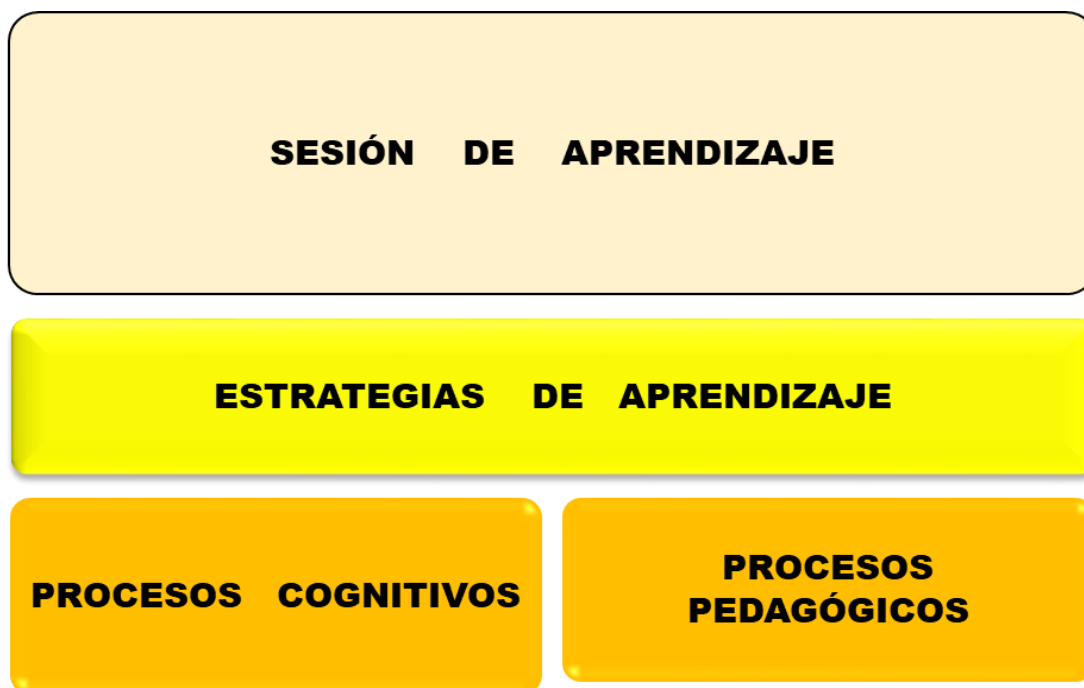 SESIÓN DE APRENDIZAJE
ESTRATEGIAS DE APRENDIZAJE
PROCESOS COGNITIVOS
PROCESOS
PEDAGÓGICOS